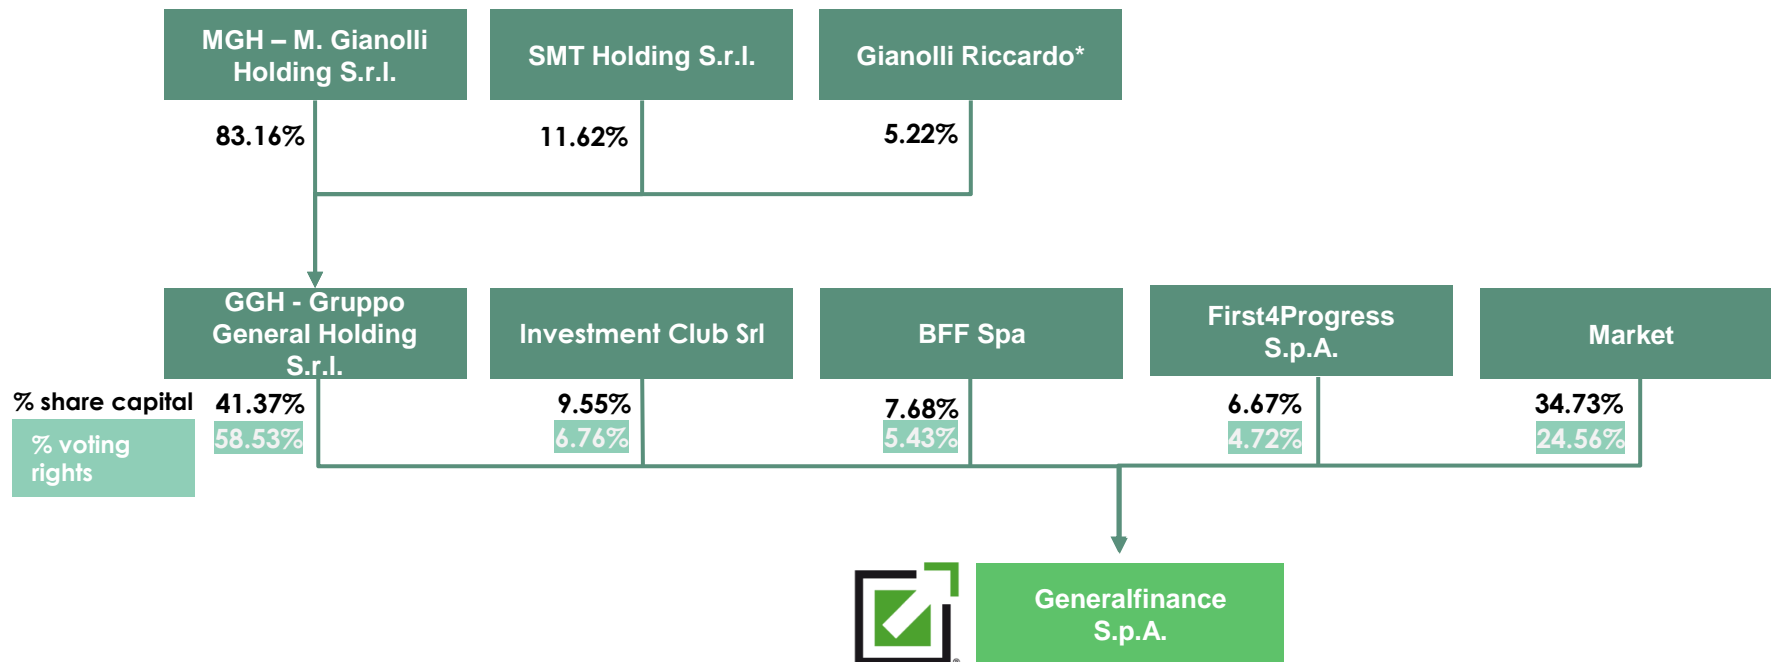 MGH – M. Gianolli
Holding S.r.l.
SMT Holding S.r.l.
Gianolli Riccardo*
83.16%
11.62%
5.22%
GGH - Gruppo
General Holding
S.r.l.
Investment Club Srl
BFF Spa
First4Progress
S.p.A.
Market
% share capital
41.37%
9.55%
7.68%
6.67%
34.73%
% voting
rights
58.53%
6.76%
5.43%
4.72%
24.56%
Generalfinance
S.p.A.
®